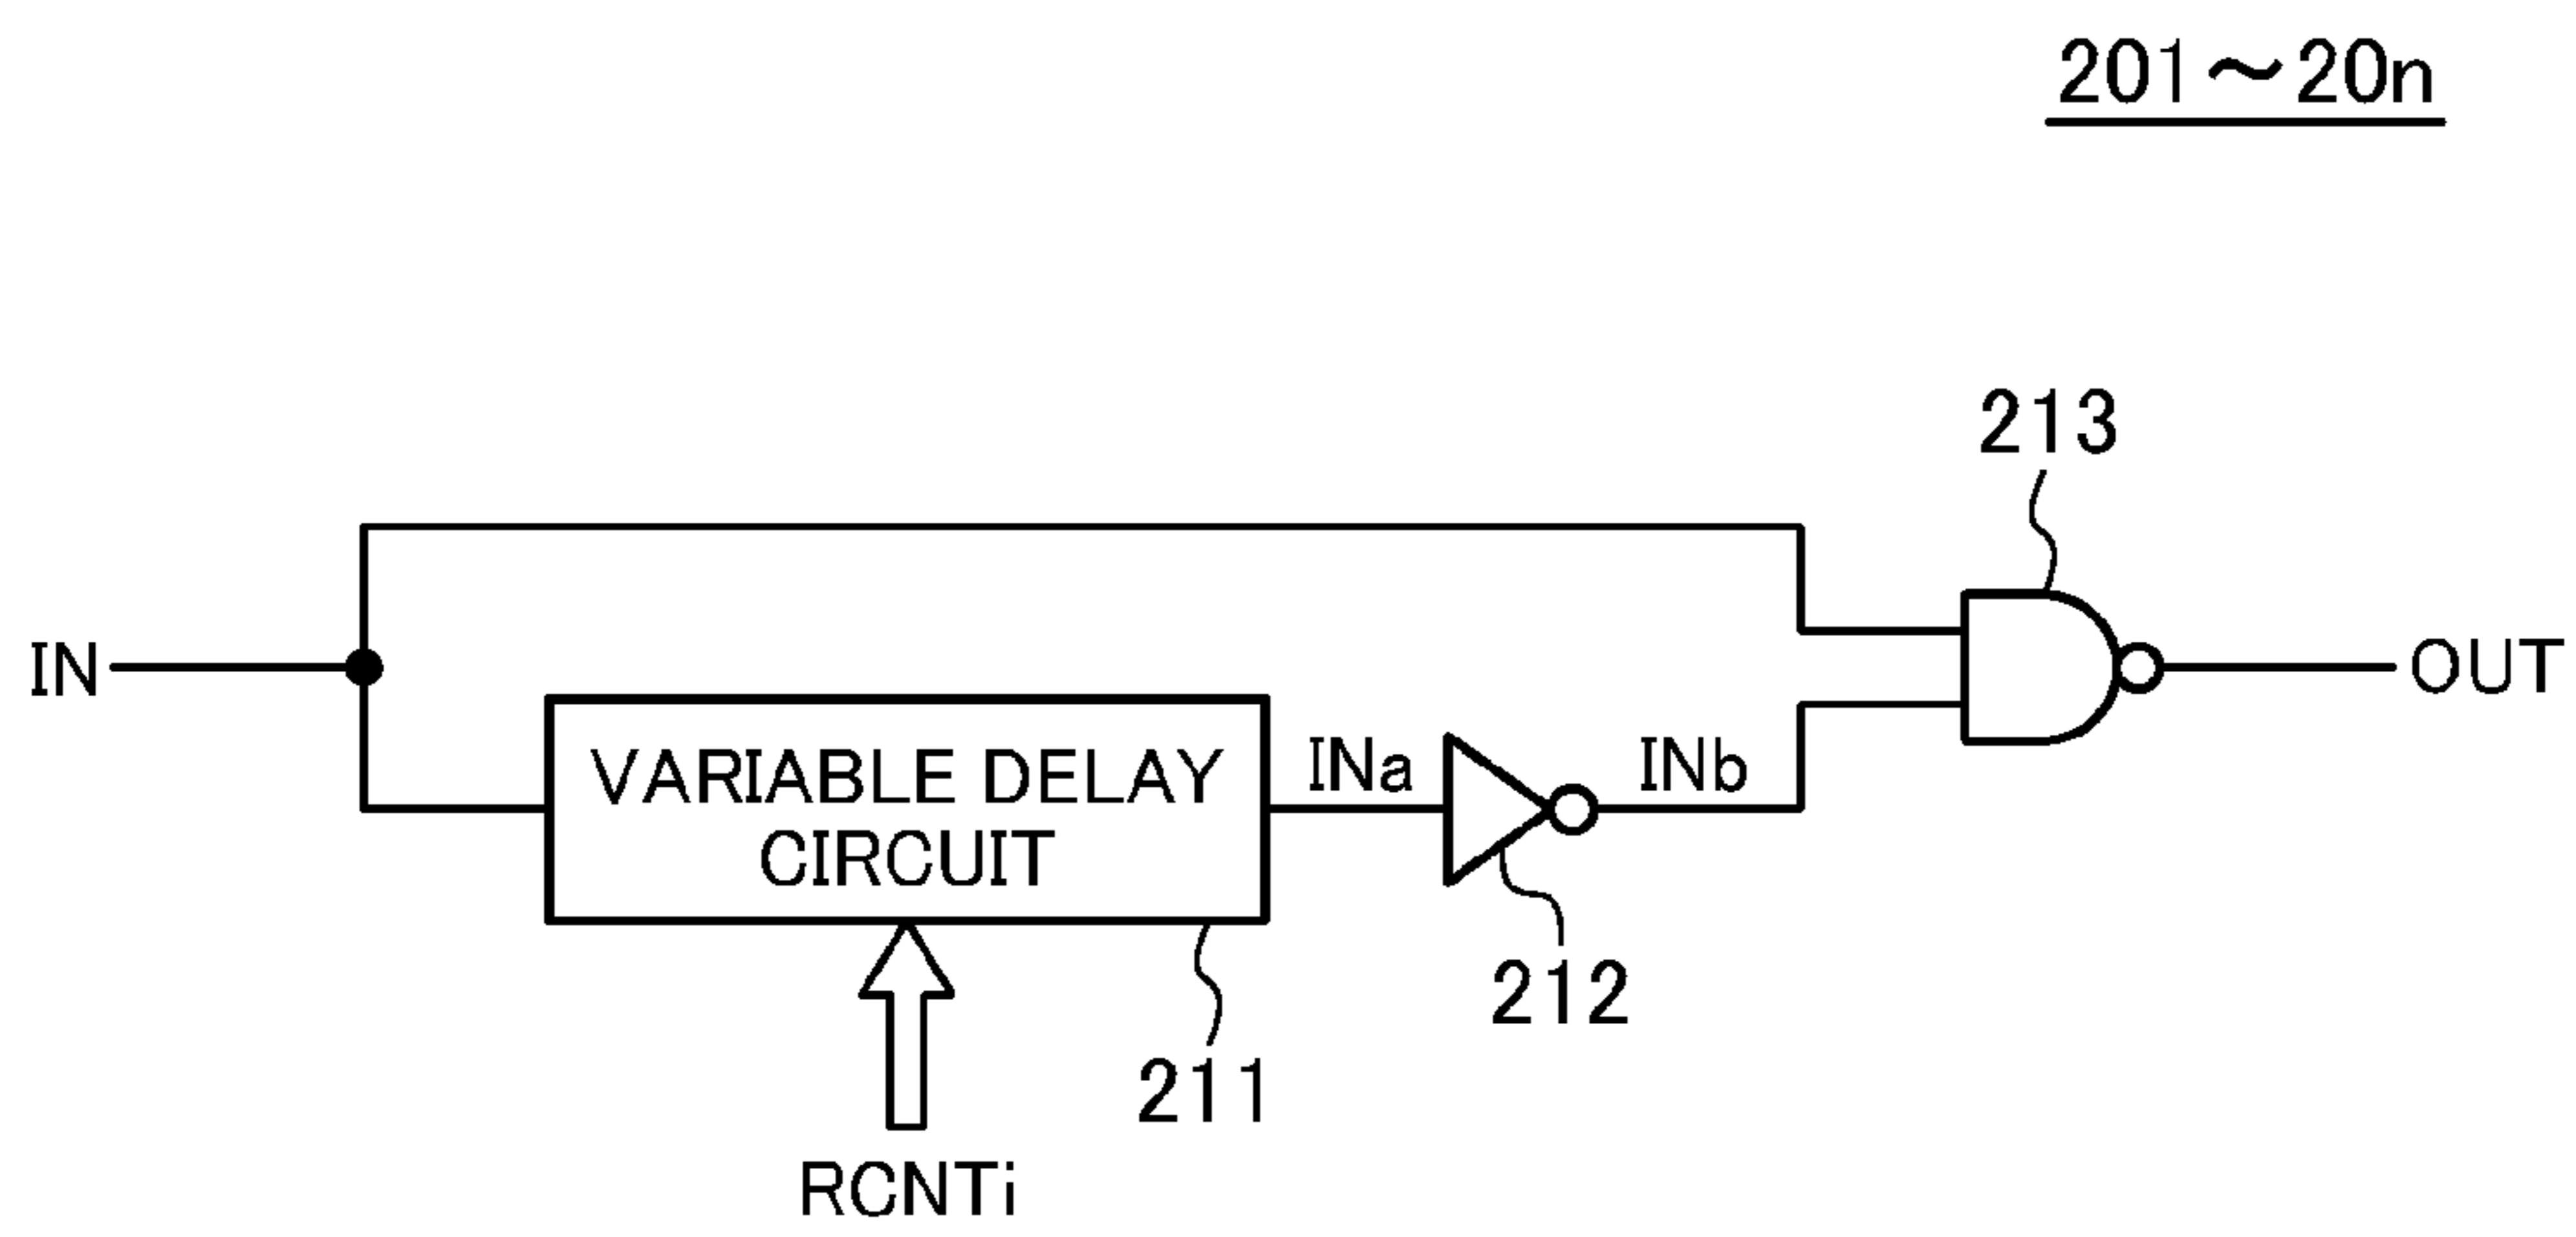 201～20n
213
IN
OUT
VARIABLE DELAY
CIRCUIT
INa
INb
212
211
RCNTi